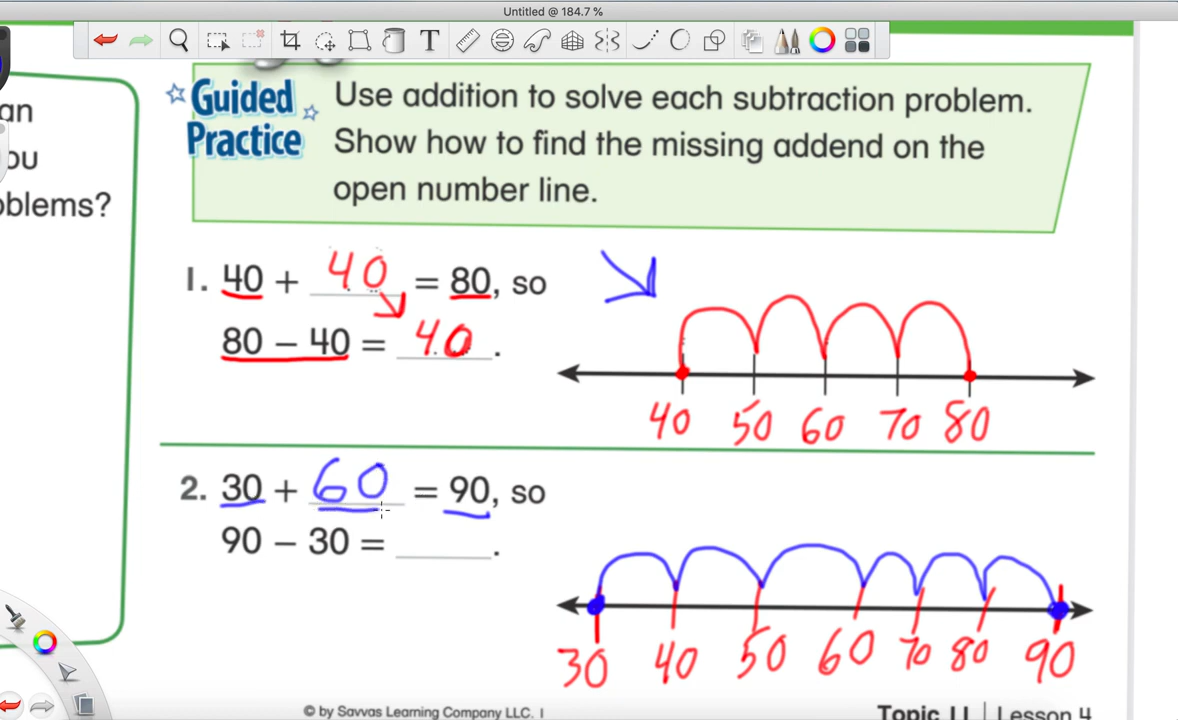 Untitled @ 184.7 %
an
ou
oblems?
Guided Practice
Use addition to solve each subtraction problem.
Show how to find the missing addend on the
open number line.
1. 40 + 40 = 80, so
80 − 40 = 40.
40 50 60 70 80
2. 30 + 60 = 90, so
90 − 30 = ____.
30 40 50 60 70 80 90
© by Savvas Learning Company LLC. 1
Topic 11 | Lesson 4